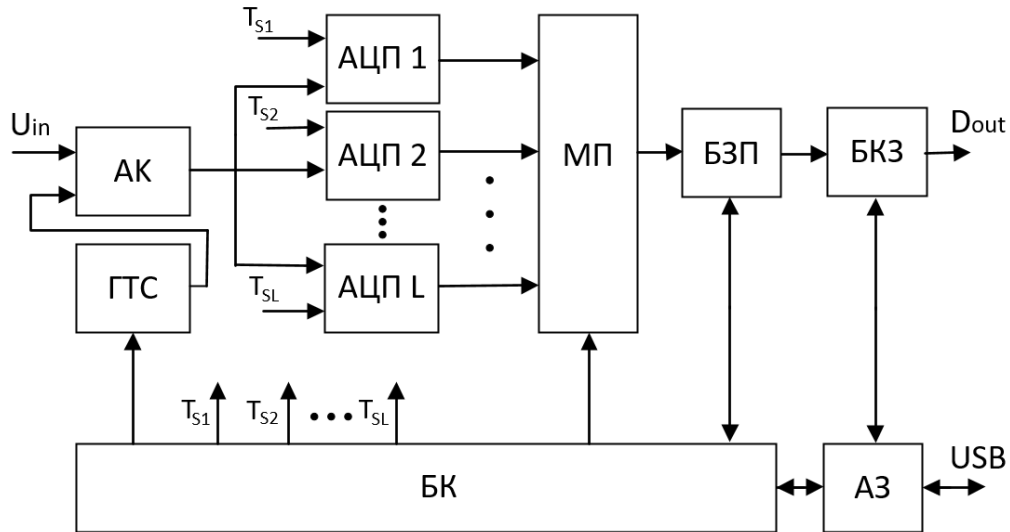 T_S1
АЦП 1
U_in
АК
T_S2
АЦП 2
МП
БЗП
БКЗ
D_out
ГТС
T_SL
АЦП L
T_S1
T_S2
T_SL
БК
АЗ
USB